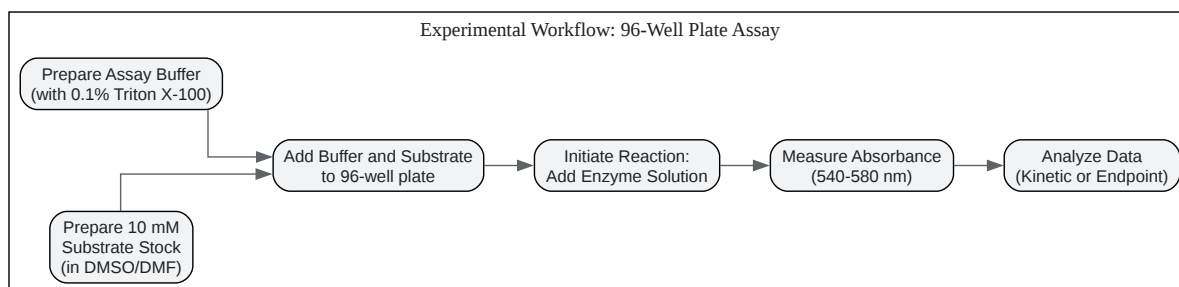 Experimental Workflow: 96-Well Plate Assay
Prepare Assay Buffer
(with 0.1% Triton X-100)
Prepare 10 mM
Substrate Stock
(in DMSO/DMF)
Add Buffer and Substrate
to 96-well plate
Initiate Reaction:
Add Enzyme Solution
Measure Absorbance
(540-580 nm)
Analyze Data
(Kinetic or Endpoint)